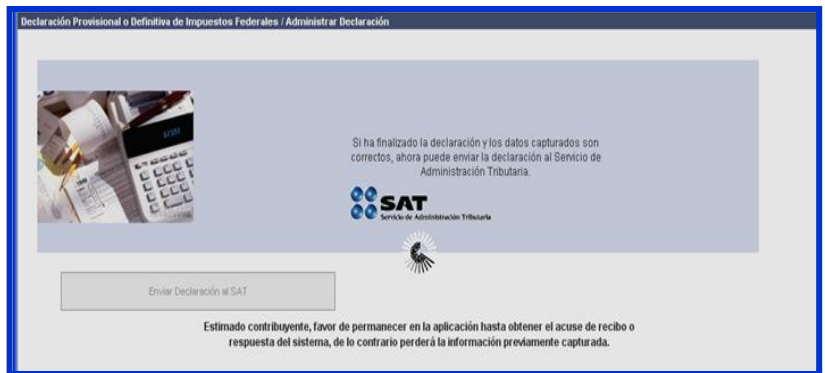 Declaración Provisional o Definitiva de Impuestos Federales / Administrar Declaración
Si ha finalizado la declaración y los datos capturados son
correctos, ahora puede enviar la declaración al Servicio de
Administración Tributaria.
SAT
Servicio de Administración Tributaria
Enviar Declaración al SAT
Estimado contribuyente, favor de permanecer en la aplicación hasta obtener el acuse de recibo o
respuesta del sistema, de lo contrario perderá la información previamente capturada.